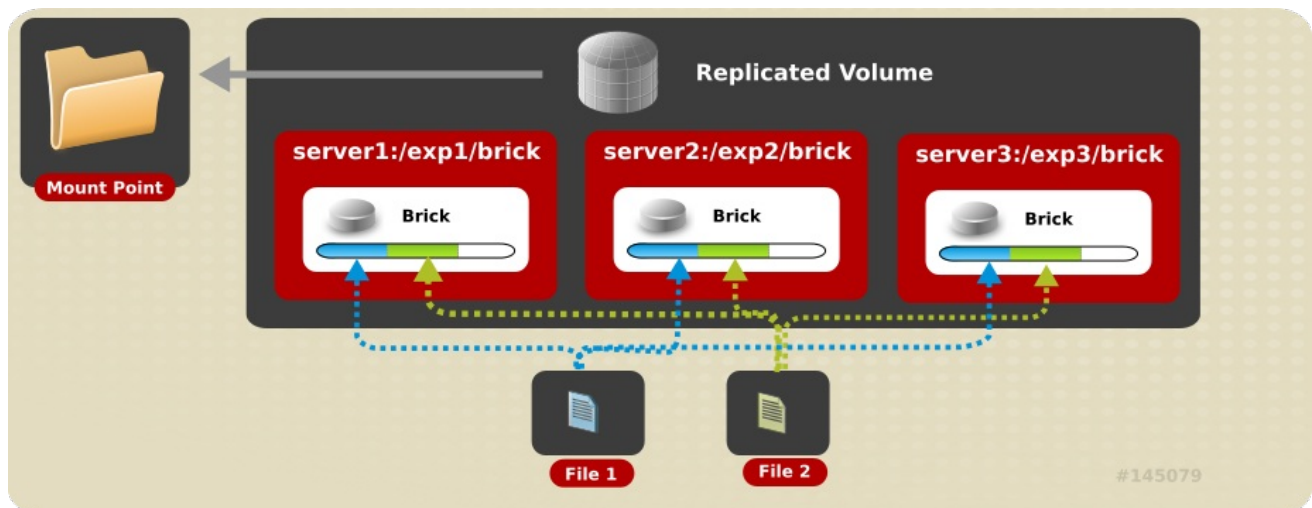 Replicated Volume
Mount Point
server1:/exp1/brick
server2:/exp2/brick
server3:/exp3/brick
Brick
Brick
Brick
File 1
File 2
#145079